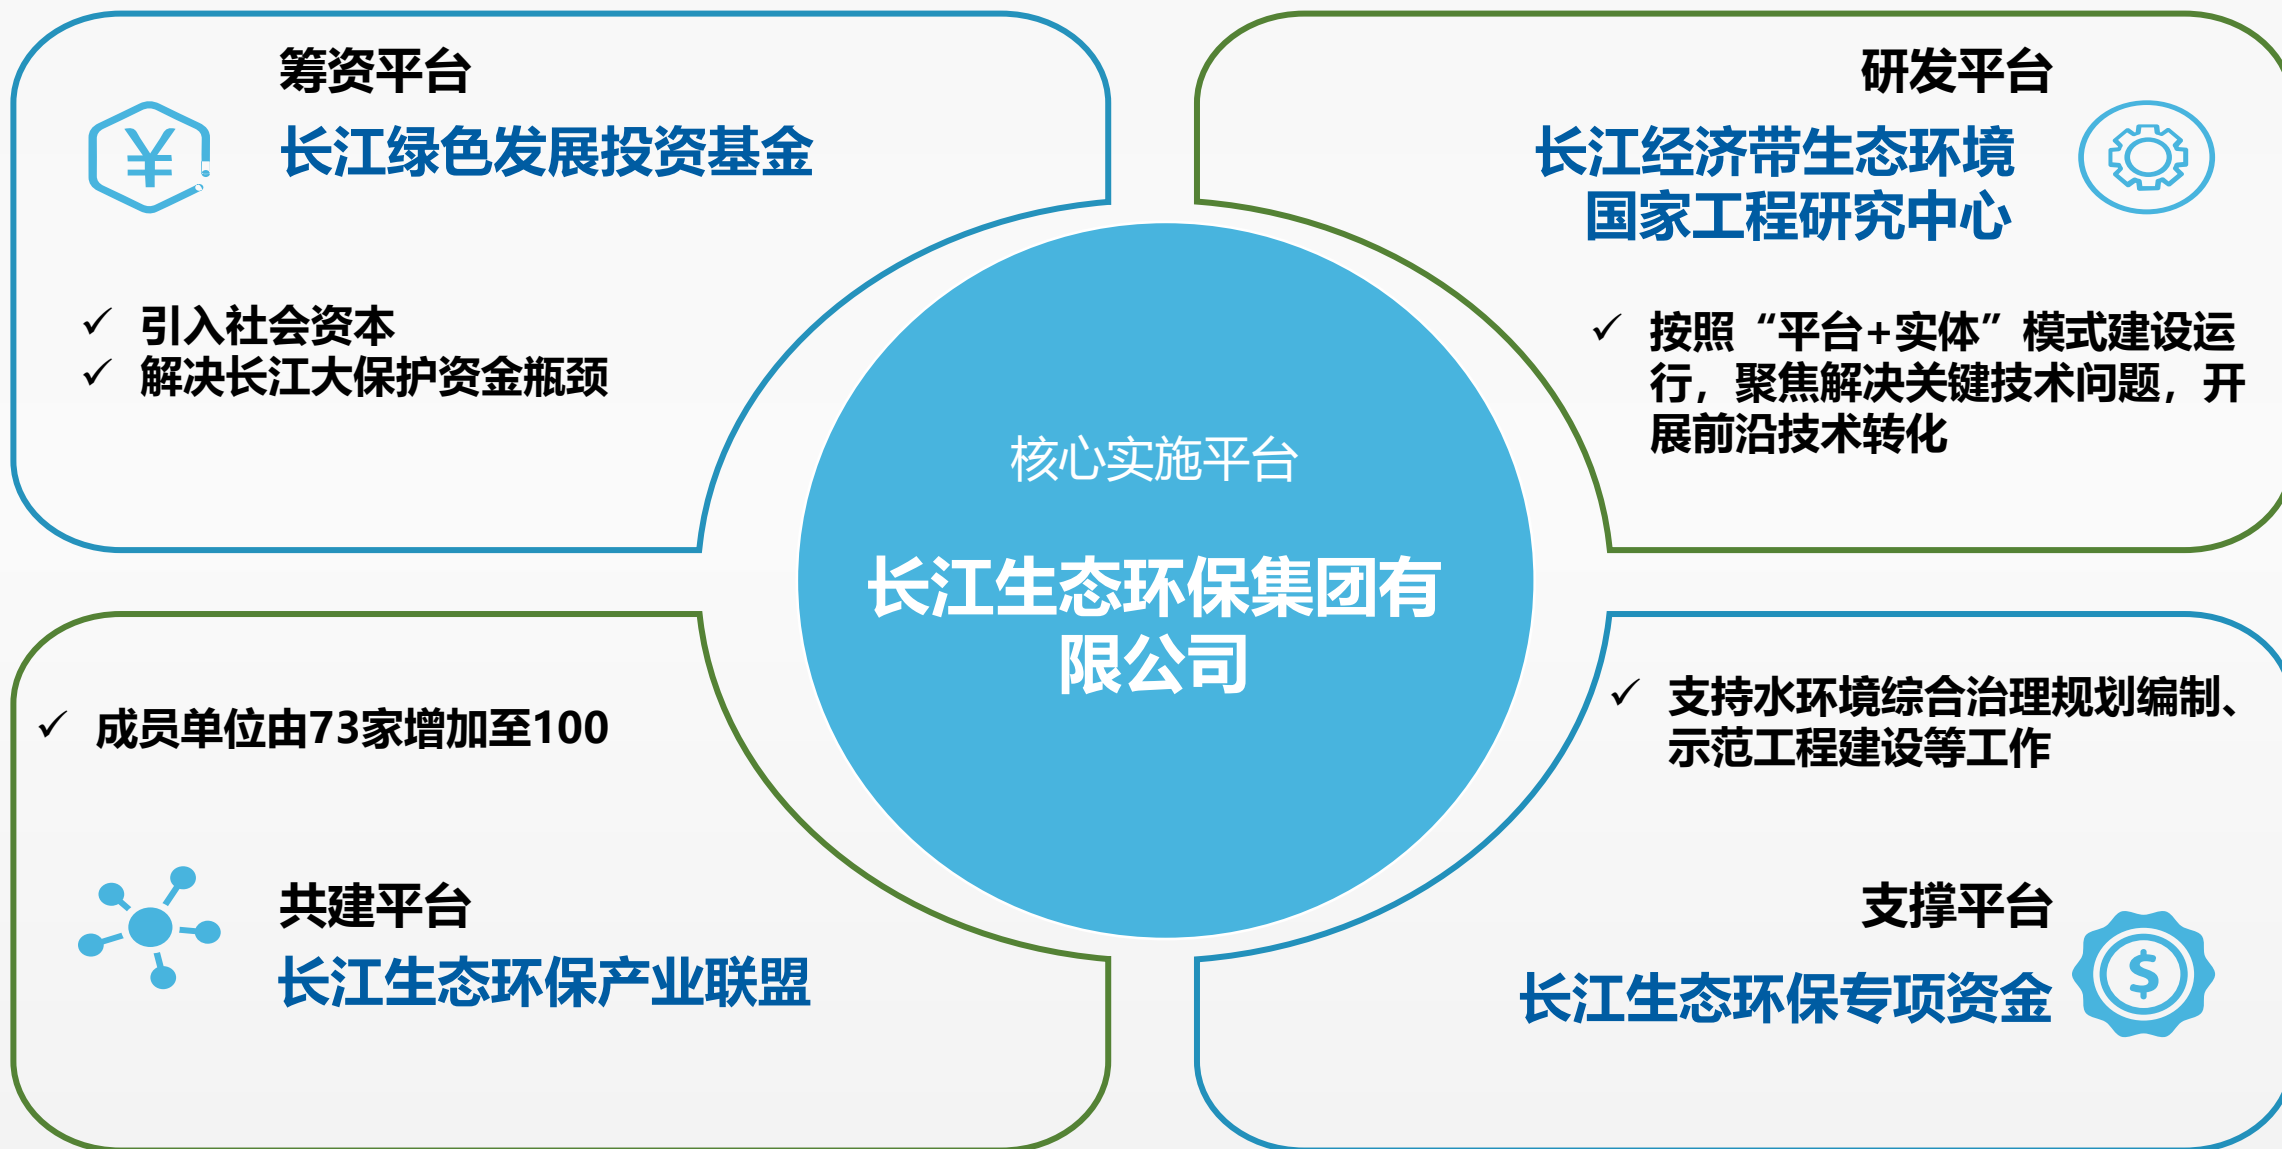 筹资平台
长江绿色发展投资基金
✓ 引入社会资本
✓ 解决长江大保护资金瓶颈
研发平台
长江经济带生态环境
国家工程研究中心
✓ 按照“平台+实体”模式建设运
行，聚焦解决关键技术问题，开
展前沿技术转化
核心实施平台
长江生态环保集团有
限公司
✓ 成员单位由73家增加至100
共建平台
长江生态环保产业联盟
✓ 支持水环境综合治理规划编制、
示范工程建设等工作
支撑平台
长江生态环保专项资金